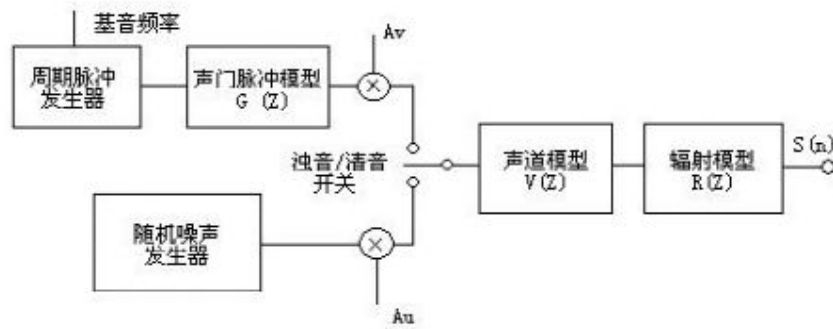 基音频率
Av
周期脉冲
发生器
声门脉冲模型
G (Z)
浊音/清音
开关
声道模型
V(Z)
辐射模型
R(Z)
S(n)
随机噪声
发生器
Au